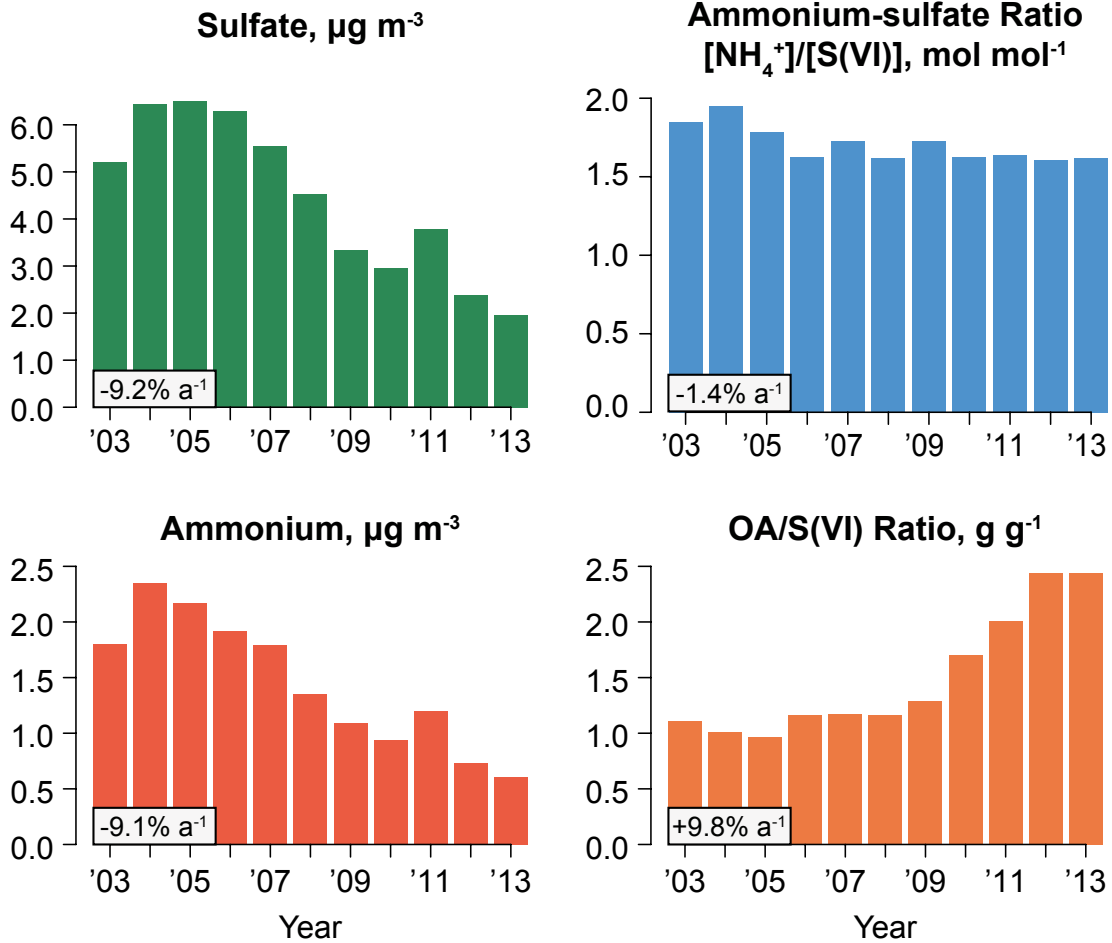 Sulfate, µg m⁻³
6.0
5.0
4.0
3.0
2.0
1.0
0.0
-9.2% a⁻¹
’03 ’05 ’07 ’09 ’11 ’13
Ammonium-sulfate Ratio
[NH₄⁺]/[S(VI)], mol mol⁻¹
2.0
1.5
1.0
0.5
0.0
-1.4% a⁻¹
’03 ’05 ’07 ’09 ’11 ’13
Ammonium, µg m⁻³
2.5
2.0
1.5
1.0
0.5
0.0
-9.1% a⁻¹
’03 ’05 ’07 ’09 ’11 ’13
Year
OA/S(VI) Ratio, g g⁻¹
2.5
2.0
1.5
1.0
0.5
0.0
+9.8% a⁻¹
’03 ’05 ’07 ’09 ’11 ’13
Year